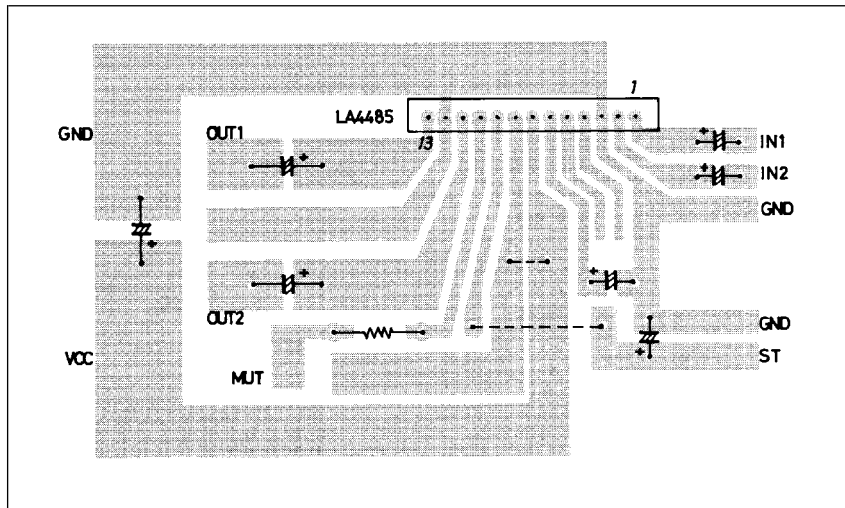 1
LA4485
GND
OUT1
13
IN1
IN2
GND
OUT2
GND
VCC
MUT
ST